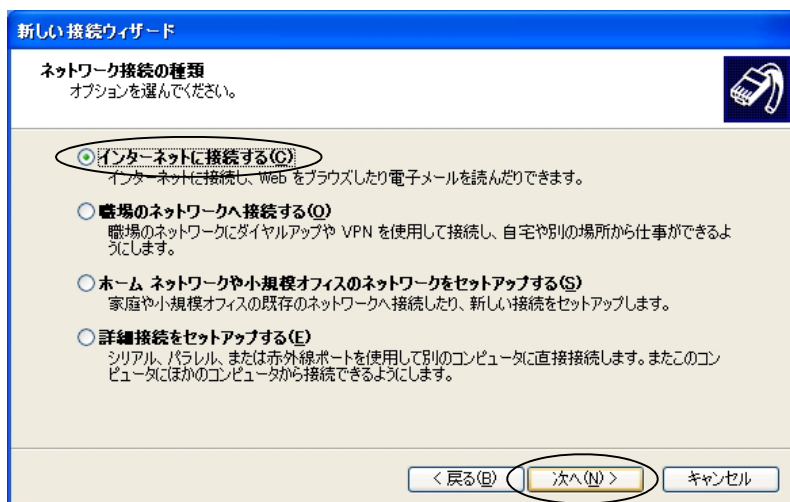 新しい接続ウィザード
ネットワーク接続の種類
オプションを選んでください。
インターネットに接続する(C)
インターネットに接続し、Web をブラウズしたり電子メールを読んだりできます。
職場のネットワークへ接続する(O)
職場のネットワークにダイヤルアップや VPN を使用して接続し、自宅や別の場所から仕事ができるよ
うにします。
ホーム ネットワークや小規模オフィスのネットワークをセットアップする(S)
家庭や小規模オフィスの既存のネットワークへ接続したり、新しい接続をセットアップします。
詳細接続をセットアップする(E)
シリアル、パラレル、または赤外線ポートを使用して別のコンピュータに直接接続します。またこのコン
ピュータにほかのコンピュータから接続できるようにします。
< 戻る(B)
次へ(N) >
キャンセル